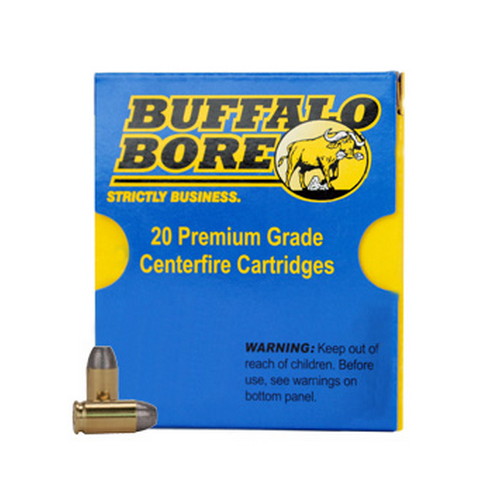 BUFFALO
BORE
STRICTLY BUSINESS.
20 Premium Grade
Centerfire Cartridges
WARNING: Keep out of
reach of children. Before
use, see warnings on
bottom panel.